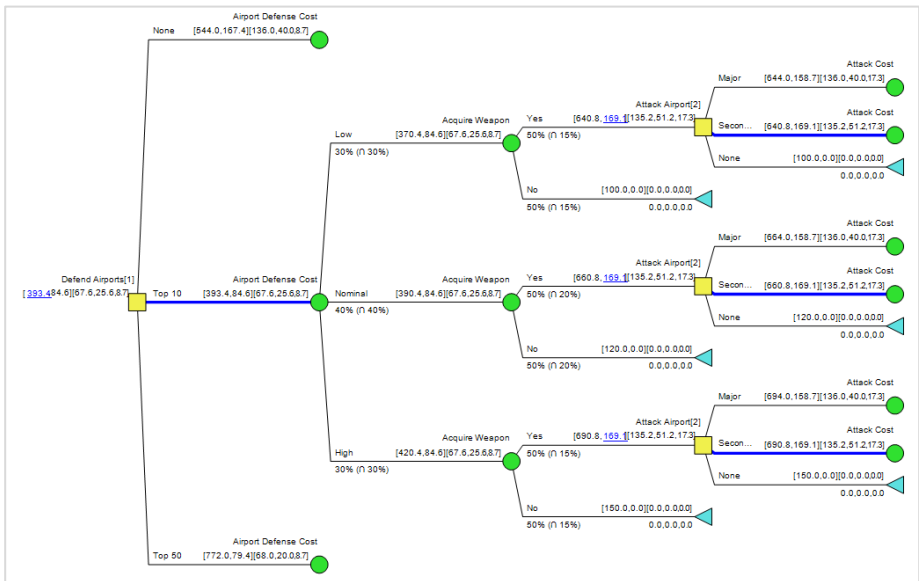 Airport Defense Cost
None [544.0,167.4][136.0,40.0,8.7]
Attack Cost
Major [644.0,158.7][136.0,40.0,17.3]
Acquire Weapon
Yes
Attack Airport[2]
[640.8,169.1][135.2,51.2,17.3]
50% (∩ 15%)
Attack Cost
Secon... [640.8,169.1][135.2,51.2,17.3]
Low [370.4,84.6][67.6,25.6,8.7]
30% (∩ 30%)
None [100.0,0.0][0.0,0.0,0.0]
0.0,0.0,0.0
No [100.0,0.0][0.0,0.0,0.0]
50% (∩ 15%) 0.0,0.0,0.0
Attack Cost
Major [664.0,158.7][136.0,40.0,17.3]
Defend Airports[1]
[393.4,84.6][67.6,25.6,8.7]
Airport Defense Cost
Top 10 [393.4,84.6][67.6,25.6,8.7]
Acquire Weapon
Nominal [390.4,84.6][67.6,25.6,8.7]
40% (∩ 40%)
Attack Airport[2]
Yes [660.8,169.1][135.2,51.2,17.3]
50% (∩ 20%)
Attack Cost
Secon... [660.8,169.1][135.2,51.2,17.3]
None [120.0,0.0][0.0,0.0,0.0]
0.0,0.0,0.0
No [120.0,0.0][0.0,0.0,0.0]
50% (∩ 20%) 0.0,0.0,0.0
Attack Cost
Major [694.0,158.7][136.0,40.0,17.3]
Acquire Weapon
High [420.4,84.6][67.6,25.6,8.7]
30% (∩ 30%)
Attack Airport[2]
Yes [690.8,169.1][135.2,51.2,17.3]
50% (∩ 15%)
Attack Cost
Secon... [690.8,169.1][135.2,51.2,17.3]
None [150.0,0.0][0.0,0.0,0.0]
0.0,0.0,0.0
No [150.0,0.0][0.0,0.0,0.0]
50% (∩ 15%) 0.0,0.0,0.0
Airport Defense Cost
Top 50 [772.0,79.4][68.0,20.0,8.7]